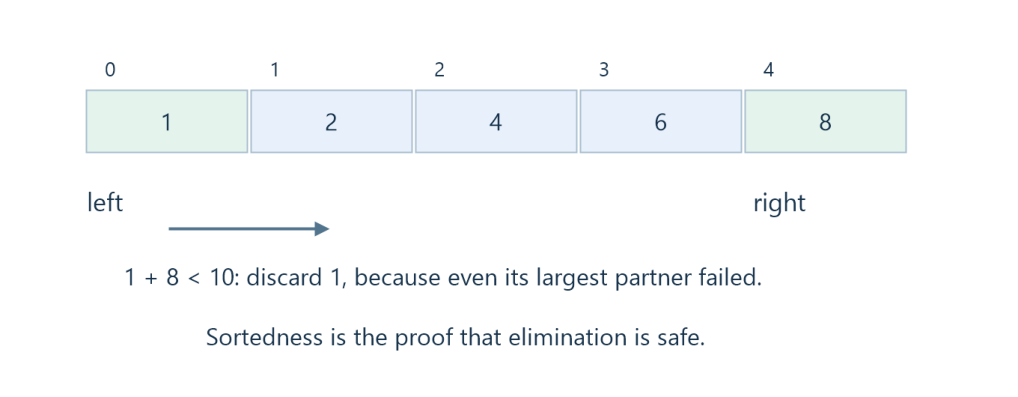 0 1 2 3 4
1 2 4 6 8
left right
1 + 8 < 10: discard 1, because even its largest partner failed.
Sortedness is the proof that elimination is safe.